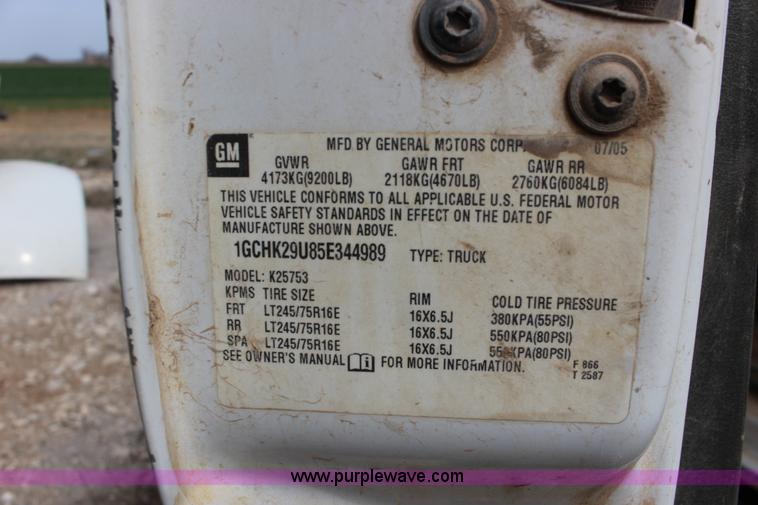 GM
MFD BY GENERAL MOTORS CORP. 07/05
GVWR GAWR FRT GAWR RR
4173KG(9200LB) 2118KG(4670LB) 2760KG(6084LB)
THIS VEHICLE CONFORMS TO ALL APPLICABLE U.S. FEDERAL MOTOR
VEHICLE SAFETY STANDARDS IN EFFECT ON THE DATE OF
MANUFACTURE SHOWN ABOVE.
1GCHK29U85E344989 TYPE: TRUCK
MODEL: K25753
KPMS TIRE SIZE RIM COLD TIRE PRESSURE
FRT LT245/75R16E 16X6.5J 380KPA(55PSI)
RR LT245/75R16E 16X6.5J 550KPA(80PSI)
SPA LT245/75R16E 16X6.5J 550KPA(80PSI)
SEE OWNER'S MANUAL FOR MORE INFORMATION.
F 866
T 2587
www.purplewave.com